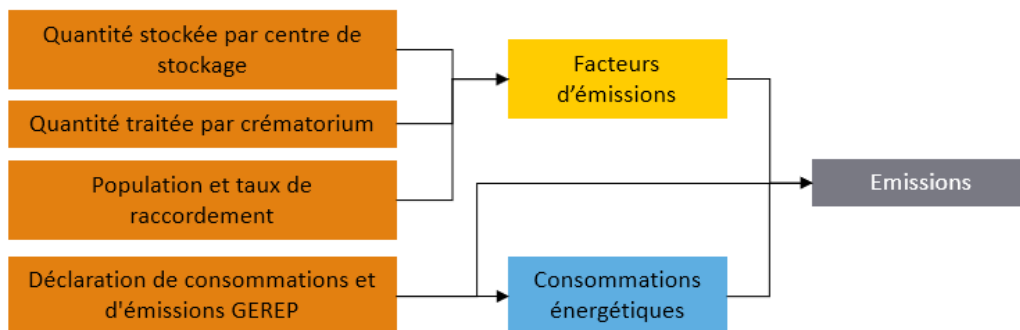 Quantité stockée par centre de
stockage
Quantité traitée par crématorium
Population et taux de
raccordement
Déclaration de consommations et
d'émissions GEREP
Facteurs
d’émissions
Consommations
énergétiques
Emissions